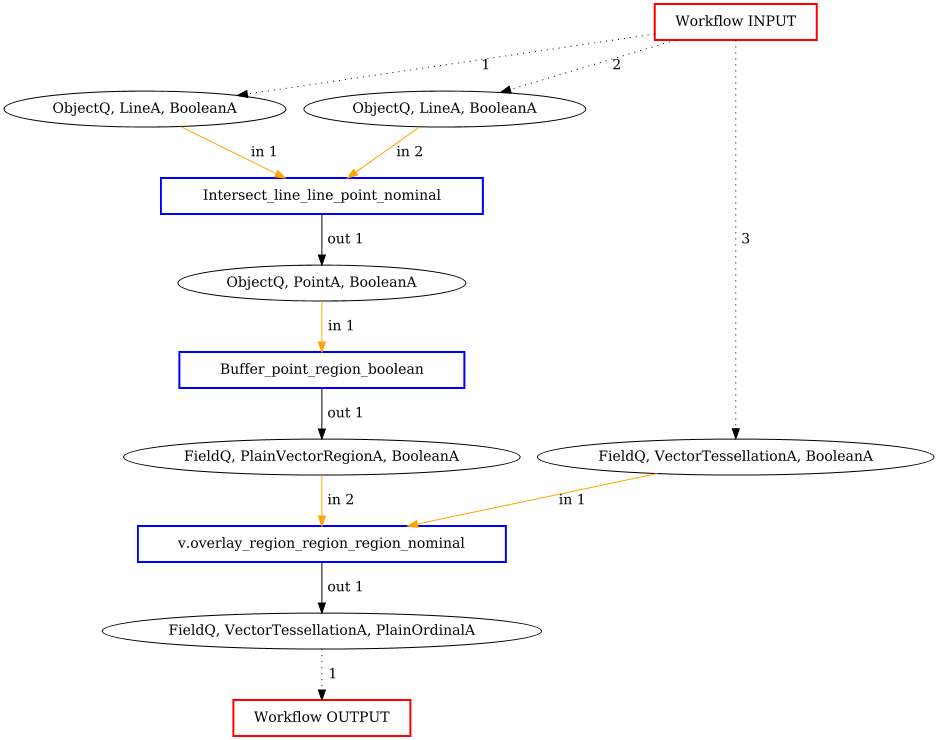 Workflow INPUT
1
2
ObjectQ, LineA, BooleanA
ObjectQ, LineA, BooleanA
in 1
in 2
Intersect_line_line_point_nominal
out 1
3
ObjectQ, PointA, BooleanA
in 1
Buffer_point_region_boolean
out 1
FieldQ, PlainVectorRegionA, BooleanA
FieldQ, VectorTessellationA, BooleanA
in 2
in 1
v.overlay_region_region_region_nominal
out 1
FieldQ, VectorTessellationA, PlainOrdinalA
1
Workflow OUTPUT